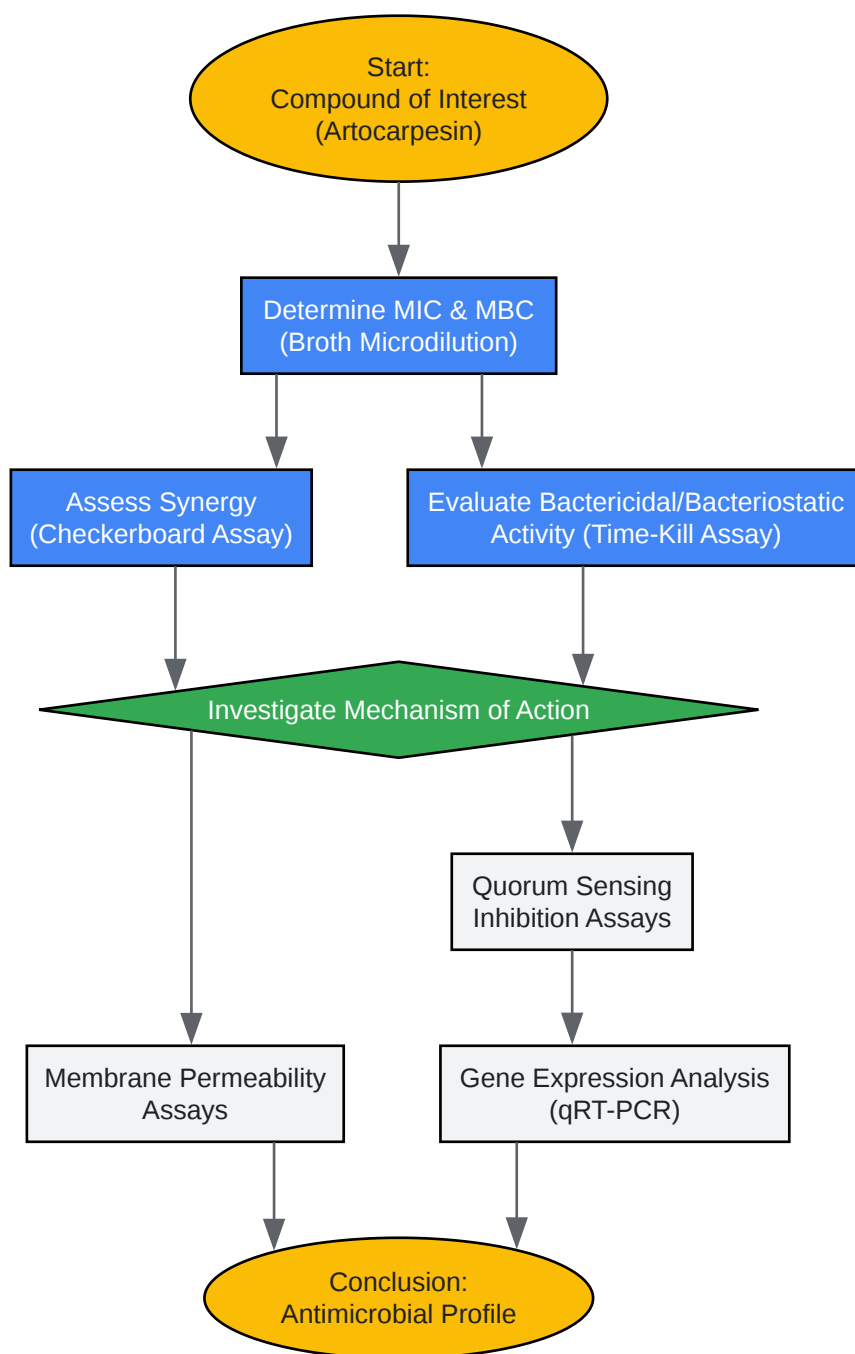 Start:
Compound of Interest
(Artocarpesin)
Determine MIC & MBC
(Broth Microdilution)
Assess Synergy
(Checkerboard Assay)
Evaluate Bactericidal/Bacteriostatic
Activity (Time-Kill Assay)
Investigate Mechanism of Action
Quorum Sensing
Inhibition Assays
Membrane Permeability
Assays
Gene Expression Analysis
(qRT-PCR)
Conclusion:
Antimicrobial Profile